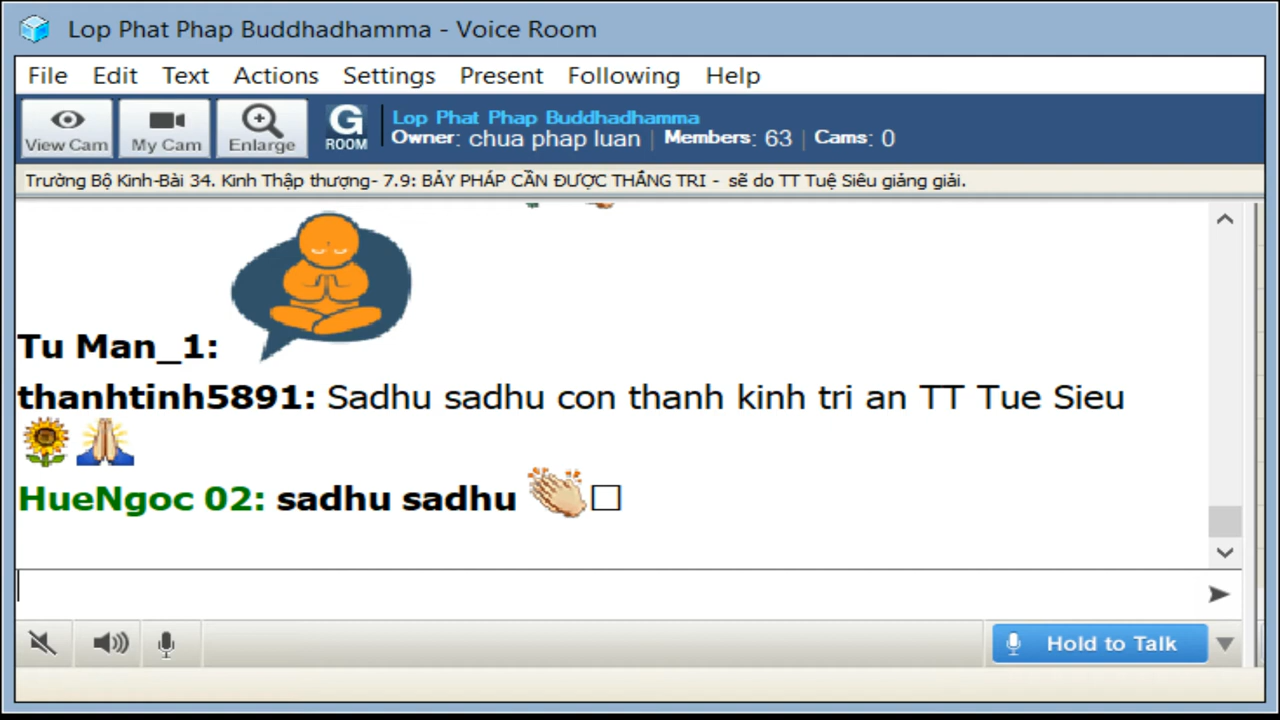 Lop Phat Phap Buddhadhamma - Voice Room
File Edit Text Actions Settings Present Following Help
View Cam My Cam Enlarge
G ROOM
Lop Phat Phap Buddhadhamma
Owner: chua phap luan | Members: 63 | Cams: 0
Trường Bộ Kinh-Bài 34. Kinh Thập thượng- 7.9: BẢY PHÁP CẦN ĐƯỢC THẮNG TRI - sẽ do TT Tuệ Siêu giảng giải.
Tu Man_1:
thanhtinh5891: Sadhu sadhu con thanh kinh tri an TT Tue Sieu
🌻🙏
HueNgoc 02: sadhu sadhu 👏□
Hold to Talk